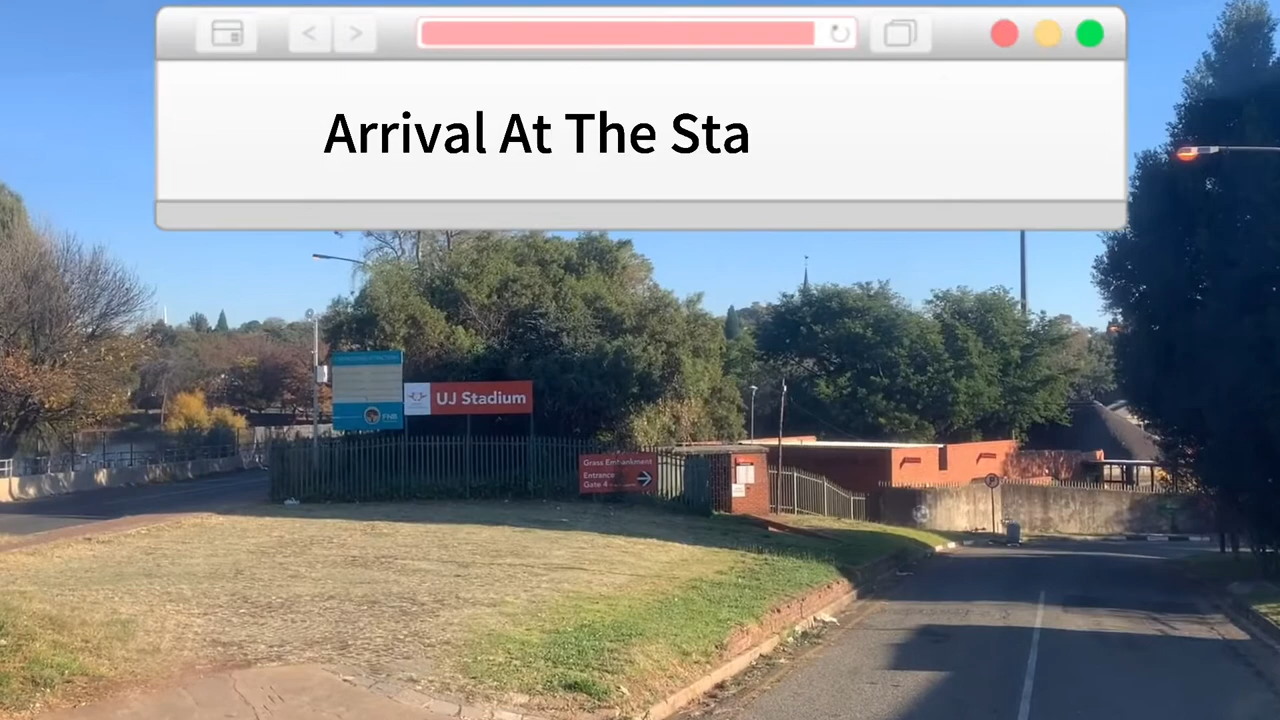 Arrival At The Sta
UJ Stadium
FNB
Grass Embankment
Entrance
Gate 4